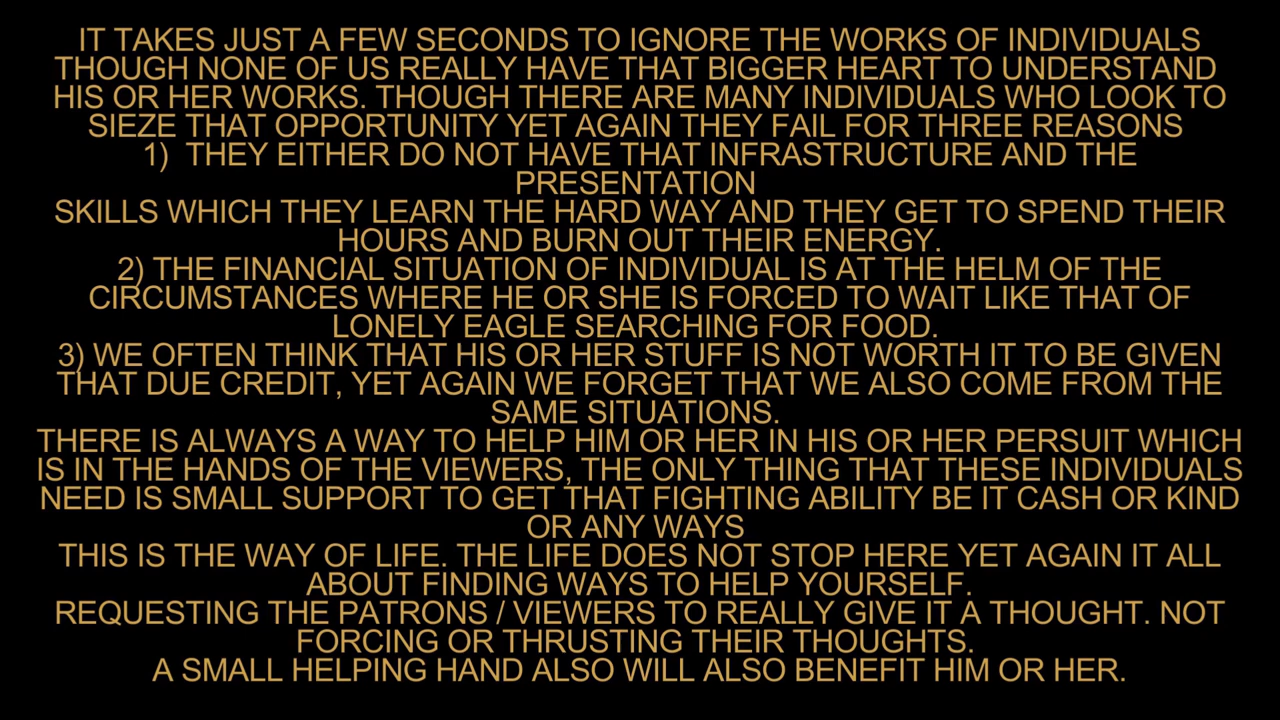 IT TAKES JUST A FEW SECONDS TO IGNORE THE WORKS OF INDIVIDUALS
THOUGH NONE OF US REALLY HAVE THAT BIGGER HEART TO UNDERSTAND
HIS OR HER WORKS. THOUGH THERE ARE MANY INDIVIDUALS WHO LOOK TO
SIEZE THAT OPPORTUNITY YET AGAIN THEY FAIL FOR THREE REASONS
1)  THEY EITHER DO NOT HAVE THAT INFRASTRUCTURE AND THE
PRESENTATION
SKILLS WHICH THEY LEARN THE HARD WAY AND THEY GET TO SPEND THEIR
HOURS AND BURN OUT THEIR ENERGY.
2) THE FINANCIAL SITUATION OF INDIVIDUAL IS AT THE HELM OF THE
CIRCUMSTANCES WHERE HE OR SHE IS FORCED TO WAIT LIKE THAT OF
LONELY EAGLE SEARCHING FOR FOOD.
3) WE OFTEN THINK THAT HIS OR HER STUFF IS NOT WORTH IT TO BE GIVEN
THAT DUE CREDIT, YET AGAIN WE FORGET THAT WE ALSO COME FROM THE
SAME SITUATIONS.
THERE IS ALWAYS A WAY TO HELP HIM OR HER IN HIS OR HER PERSUIT WHICH
IS IN THE HANDS OF THE VIEWERS, THE ONLY THING THAT THESE INDIVIDUALS
NEED IS SMALL SUPPORT TO GET THAT FIGHTING ABILITY BE IT CASH OR KIND
OR ANY WAYS
THIS IS THE WAY OF LIFE. THE LIFE DOES NOT STOP HERE YET AGAIN IT ALL
ABOUT FINDING WAYS TO HELP YOURSELF.
REQUESTING THE PATRONS / VIEWERS TO REALLY GIVE IT A THOUGHT. NOT
FORCING OR THRUSTING THEIR THOUGHTS.
A SMALL HELPING HAND ALSO WILL ALSO BENEFIT HIM OR HER.